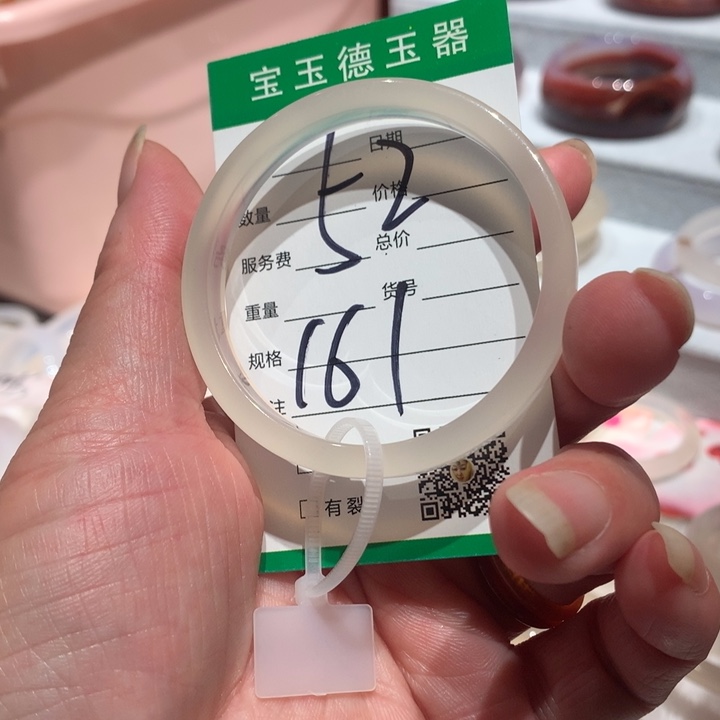 宝玉德玉器
日期
数量 价格
52
服务费 总价
重量 货号
规格
161
注
有裂